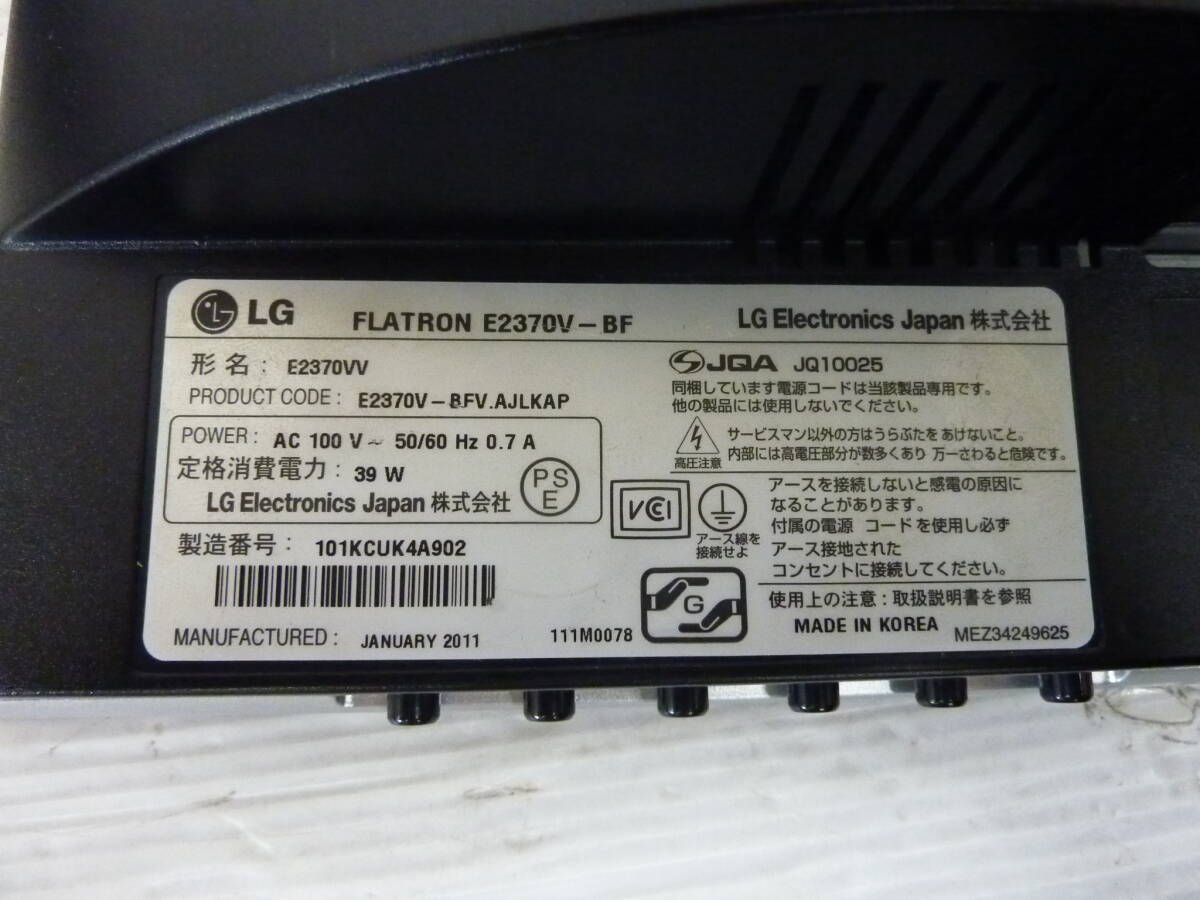 LG FLATRON E2370V-BF LG Electronics Japan 株式会社
形名: E2370VV
PRODUCT CODE: E2370V-BFV.AJLKAP
POWER: AC 100 V ~ 50/60 Hz 0.7 A
定格消費電力: 39 W
LG Electronics Japan 株式会社
PS
E
製造番号: 101KCUK4A902
MANUFACTURED: JANUARY 2011
111M0078
JQA JQ10025
同梱しています電源コードは当該製品専用です。
他の製品には使用しないでください。
高圧注意
サービスマン以外の方はうらぶたを あけないこと。
内部には高電圧部分が数多くあり 万一さわると危険です。
VCI
アース線を
接続せよ
アースを接続しないと感電の原因に
なることがあります。
付属の電源 コードを使用し必ず
アース接地された
コンセントに接続してください。
G
使用上の注意:取扱説明書を参照
MADE IN KOREA
MEZ34249625